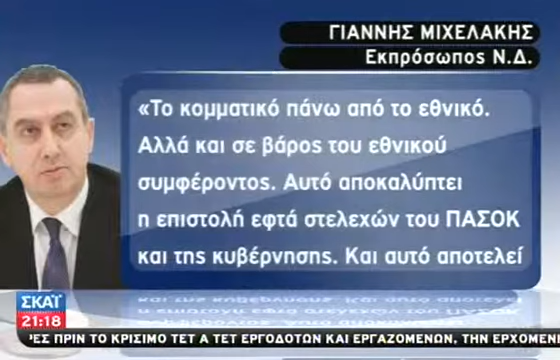 ΓΙΑΝΝΗΣ ΜΙΧΕΛΑΚΗΣ
Εκπρόσωπος Ν.Δ.
«Το κομματικό πάνω από το εθνικό.
Αλλά και σε βάρος του εθνικού
συμφέροντος. Αυτό αποκαλύπτει
η επιστολή εφτά στελεχών του ΠΑΣΟΚ
και της κυβέρνησης. Και αυτό αποτελεί
ΣΚΑΪ
21:18
ΡΕΣ ΠΡΙΝ ΤΟ ΚΡΙΣΙΜΟ ΤΕΤ Α ΤΕΤ ΕΡΓΟΔΟΤΩΝ ΚΑΙ ΕΡΓΑΖΟΜΕΝΩΝ, ΤΗΝ ΕΡΧΟΜΕ